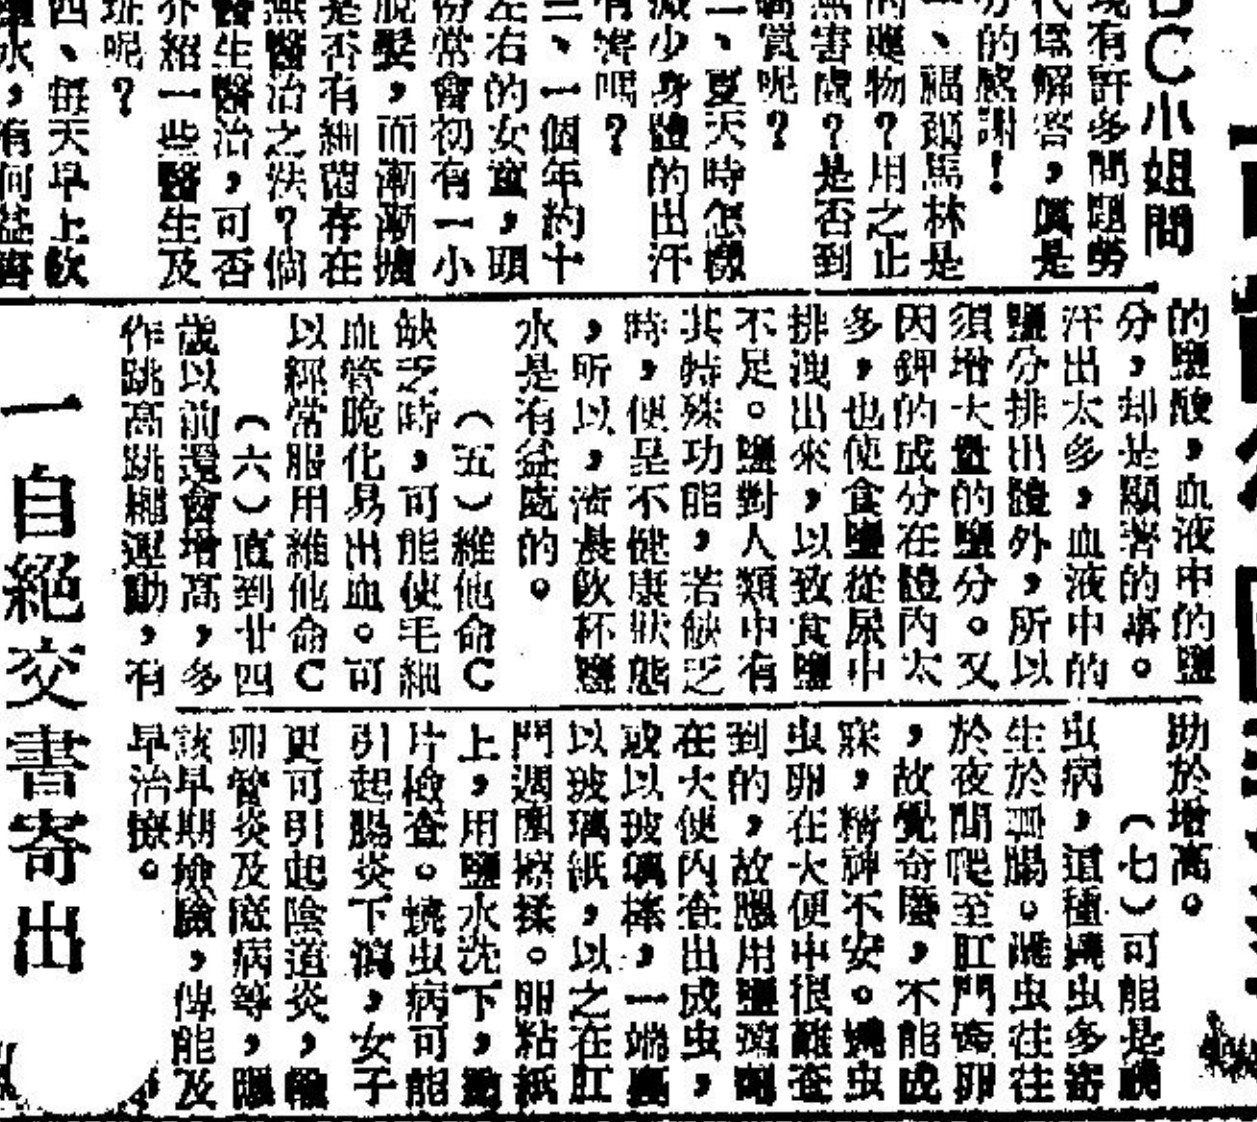 ＢＣ小姐問
現有許多問題勞
代為解答，眞是
分的感謝！
一、福爾馬林是
無害處？是否到
的嘆物？用之止
嗎賞呢？
二、夏天時怎樣
減少身體的出汗
有害嗎？
三、一個年約十
左右的女童，頭
份常會初有一小
脫髮，而漸漸擴
是否有細菌存在
無醫治之法？倘
醫生醫治，可否
介紹一些醫生及
址呢？
四、每天早上飲
鹽水，有何益害
的鹽酸，血液中的鹽
分，却是顯著的事。
汗出太多，血液中的
鹽分排出體外，所以
須增大量的鹽分。又
因鉀的成分在體內太
多，也使食鹽從尿中
排洩出來，以致食鹽
不足。鹽對人類中有
其特殊功能，若缺乏
時，便是不健康狀態
，所以，清晨飲杯鹽
水是有益處的。
（五）維他命Ｃ
缺乏時，可能使毛細
血管脆化易出血。可
以經常服用維他命Ｃ
（六）直到廿四
歲以前還會增高，多
作跳高跳繩運動，有
助於增高。
（七）可能是蟯
虫病，這種蟯虫多寄
生於盲腸。雌虫往往
於夜間爬至肛門產卵
，故覺奇癢，不能成
寐，精神不安。蟯虫
虫卵在大便中很難查
到的，故應用鹽
在大便內查出成虫，
或以玻璃棒，一端裹
以玻璃紙，以之在肛
門週圍擦揉。卵粘紙
上，用鹽水洗下，
片檢查。蟯虫病可能
引起腸炎下瀉，女子
更可引起陰道炎，輸
卵管炎及癔病等，應
該早期檢驗，俾能及
早治療。
一自絕交書寄出